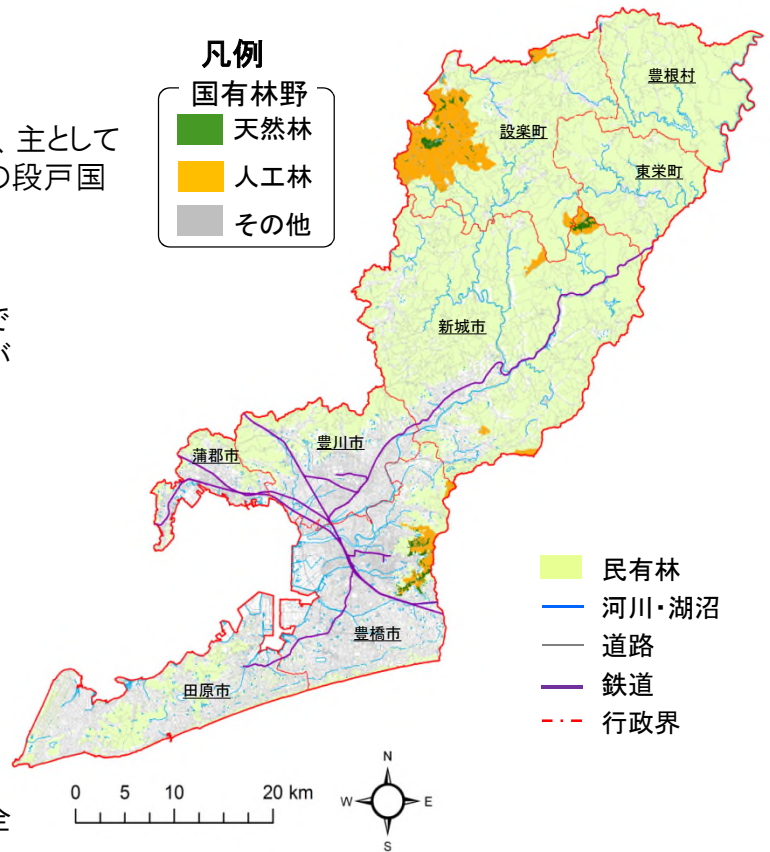 、主として
の段戸国
で
が
全
凡例
国有林野
天然林
人工林
その他
豊根村
設楽町
東栄町
新城市
豊川市
蒲郡市
豊橋市
田原市
民有林
河川・湖沼
道路
鉄道
行政界
0 5 10 20 km
N
W E
S